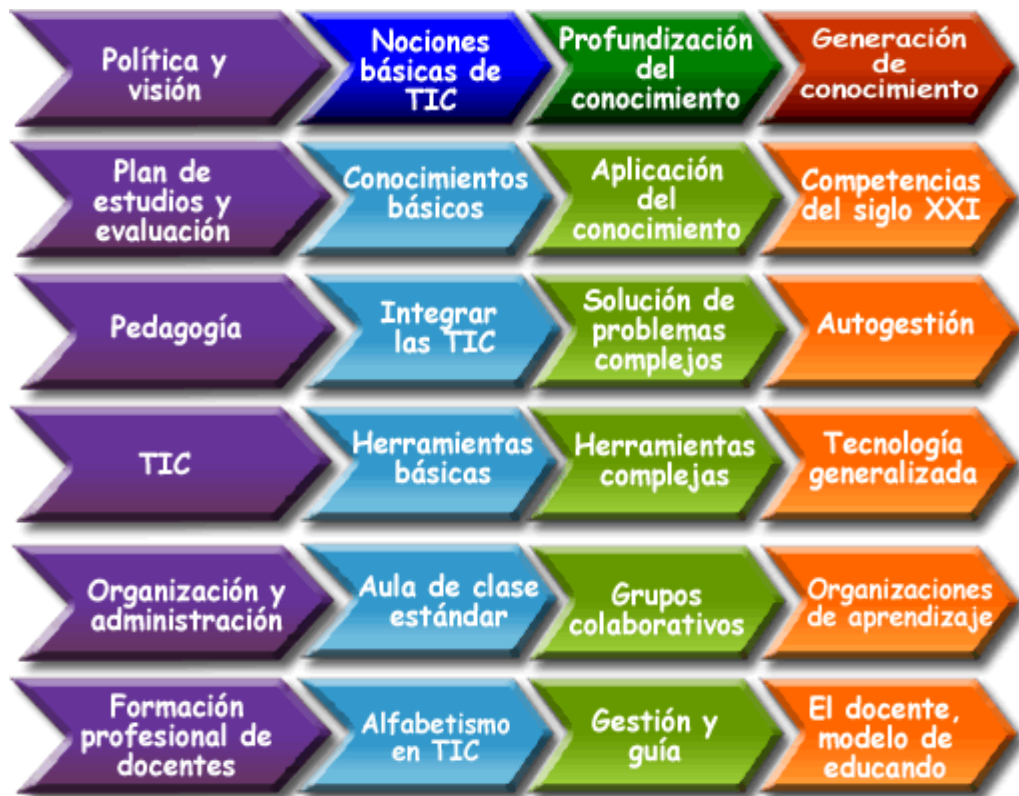 Política y
visión
Nociones
básicas de
TIC
Profundización
del
conocimiento
Generación
de
conocimiento
Plan de
estudios y
evaluación
Conocimientos
básicos
Aplicación
del
conocimiento
Competencias
del siglo XXI
Pedagogía
Integrar
las TIC
Solución de
problemas
complejos
Autogestión
TIC
Herramientas
básicas
Herramientas
complejas
Tecnología
generalizada
Organización y
administración
Aula de clase
estándar
Grupos
colaborativos
Organizaciones
de aprendizaje
Formación
profesional de
docentes
Alfabetismo
en TIC
Gestión y
guía
El docente,
modelo de
educando